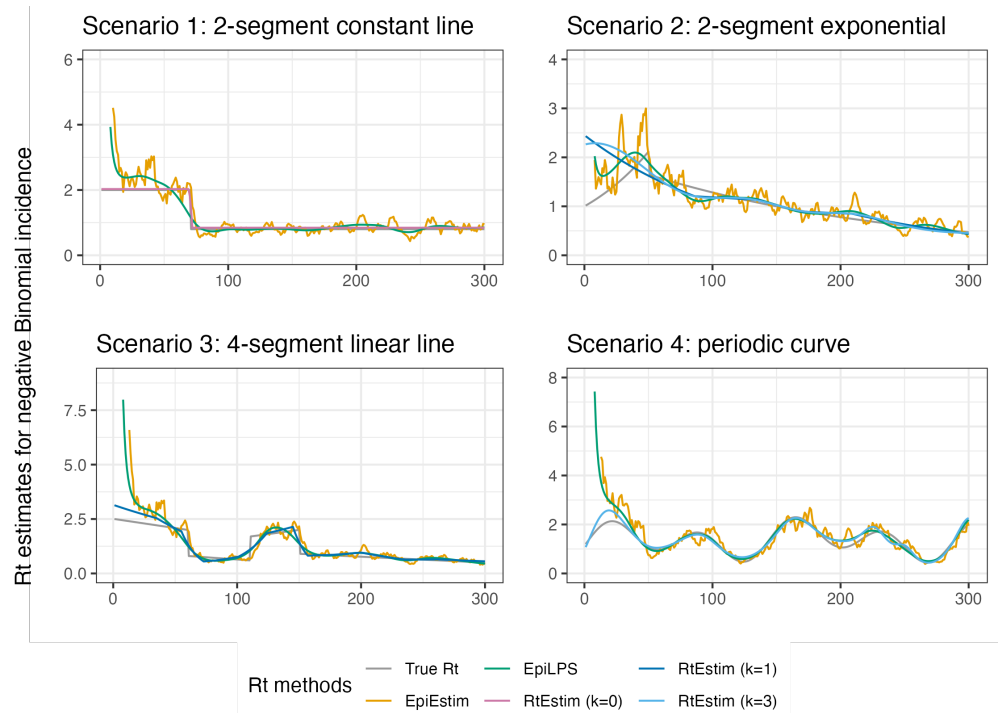 Scenario 1: 2-segment constant line
6
4
2
0
0
100
200
300
Scenario 2: 2-segment exponential
4
3
2
1
0
0
100
200
300
Rt estimates for negative Binomial incidence
Scenario 3: 4-segment linear line
7.5
5.0
2.5
0.0
0
100
200
300
Scenario 4: periodic curve
8
6
4
2
0
0
100
200
300
Rt methods
True Rt
EpiLPS
RtEstim (k=1)
EpiEstim
RtEstim (k=0)
RtEstim (k=3)